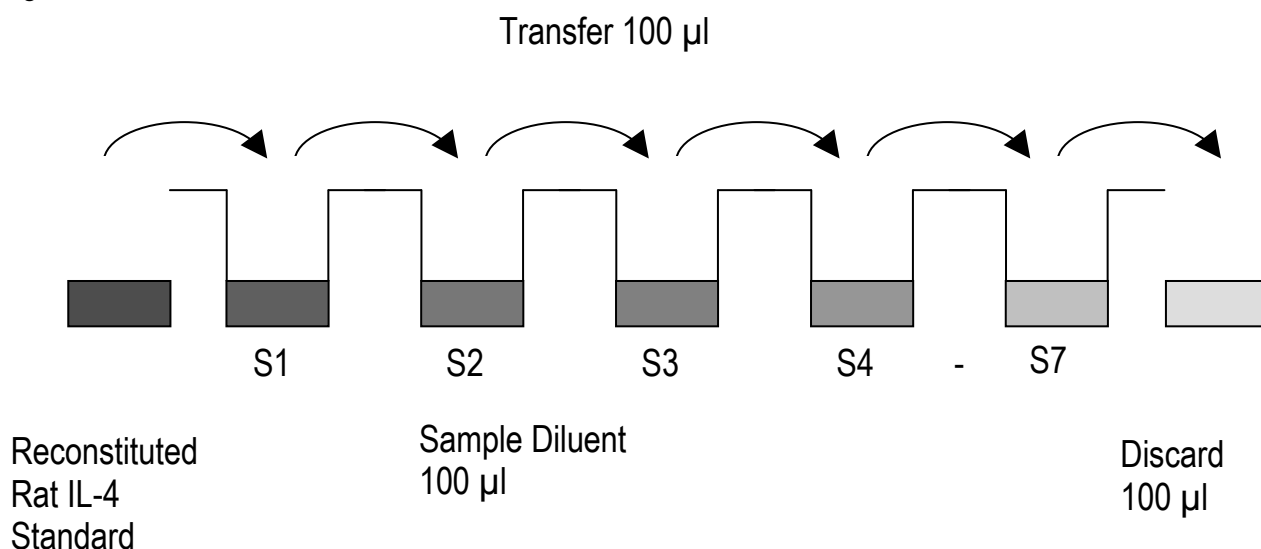 Transfer 100 µl
S1 S2 S3 S4 - S7
Reconstituted
Rat IL-4
Standard
Sample Diluent
100 µl
Discard
100 µl